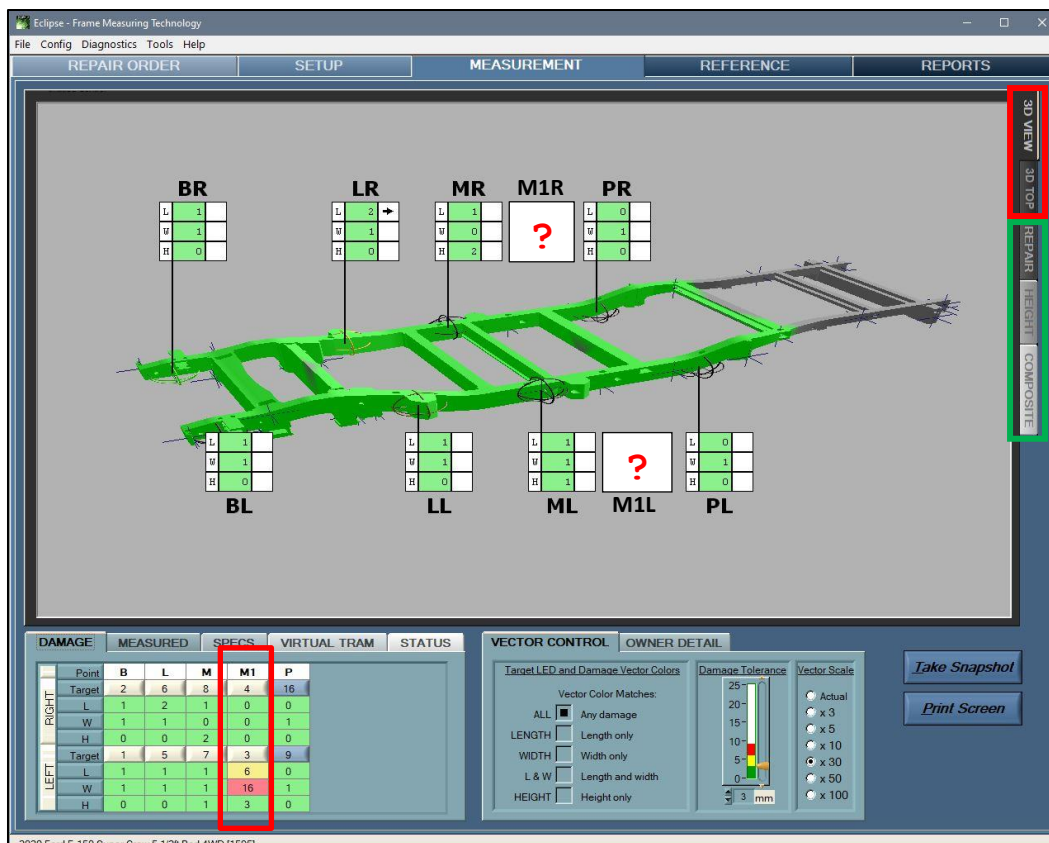 Eclipse - Frame Measuring Technology
File Config Diagnostics Tools Help
REPAIR ORDER SETUP MEASUREMENT REFERENCE REPORTS
3D VIEW
3D TOP
REPAIR
HEIGHT
COMPOSITE
BR LR MR M1R PR
L 1 L 2 L 1 ? L 0
W 1 W 1 W 0 W 1
H 0 H 0 H 2 H 0
L 1 L 1 L 1 ? L 0
W 1 W 1 W 1 W 1
H 0 H 0 H 1 H 0
BL LL ML M1L PL
DAMAGE MEASURED SPECS VIRTUAL TRAM STATUS
Point B L M M1 P
RIGHT
Target 2 6 8 4 16
L 1 2 1 0 0
W 1 1 0 0 1
H 0 0 2 0 0
LEFT
Target 1 5 7 3 9
L 1 1 1 6 0
W 1 1 1 16 1
H 0 0 1 3 0
VECTOR CONTROL OWNER DETAIL
Target LED and Damage Vector Colors
Vector Color Matches:
ALL Any damage
LENGTH Length only
WIDTH Width only
L & W Length and width
HEIGHT Height only
Damage Tolerance
25-
20-
15-
10-
5-
0-
3 mm
Vector Scale
Actual
x 3
x 5
x 10
x 30
x 50
x 100
Take Snapshot
Print Screen